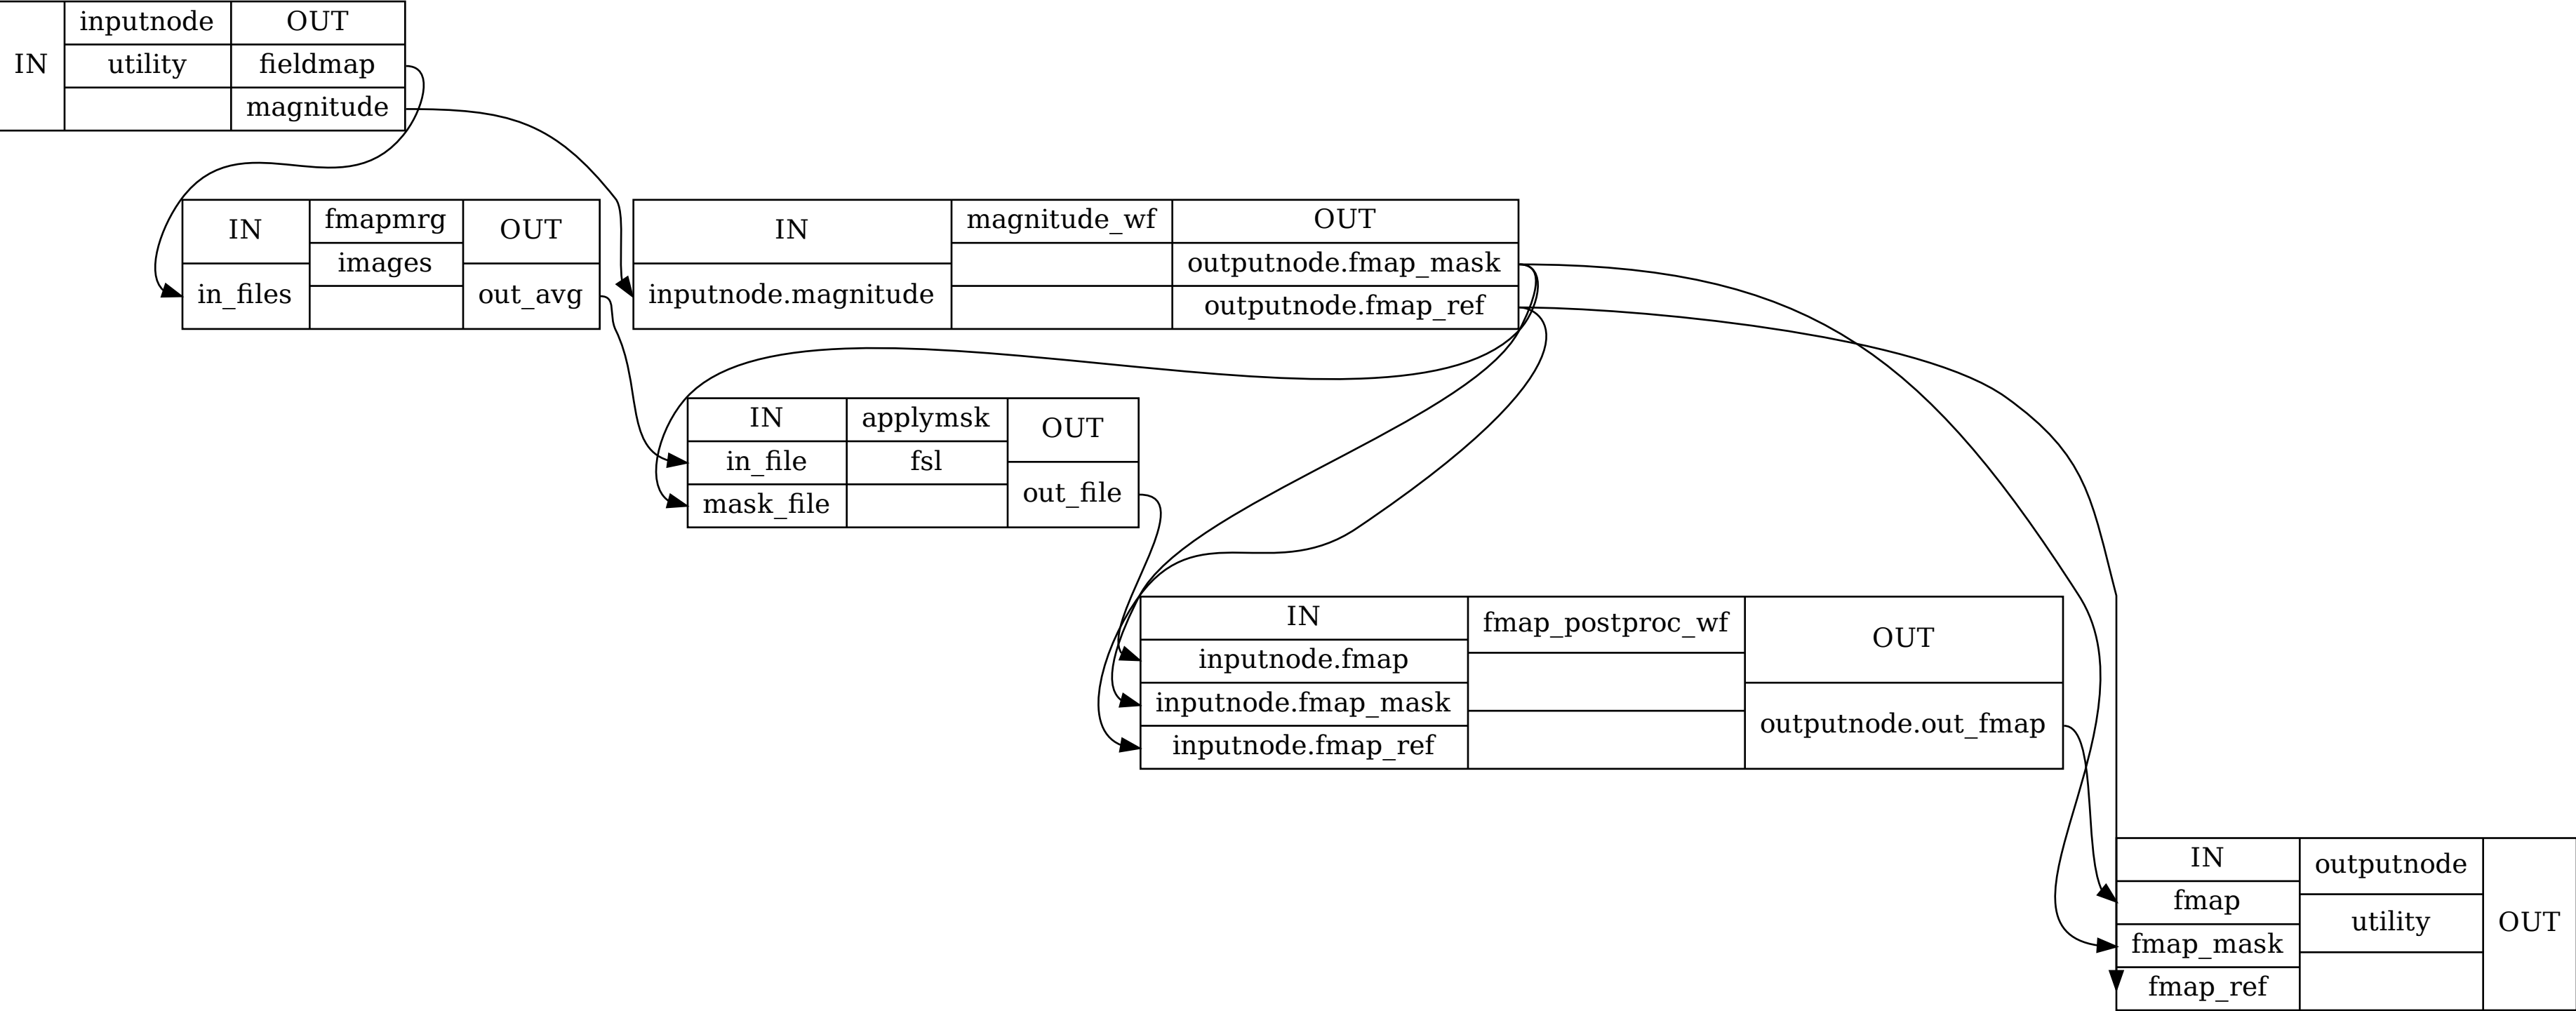 inputnode OUT
IN utility fieldmap
magnitude
IN fmapmrg OUT
images
in_files out_avg
IN magnitude_wf OUT
outputnode.fmap_mask
inputnode.magnitude outputnode.fmap_ref
IN applymsk OUT
in_file fsl
mask_file out_file
IN fmap_postproc_wf OUT
inputnode.fmap
inputnode.fmap_mask outputnode.out_fmap
inputnode.fmap_ref
IN outputnode
fmap utility OUT
fmap_mask
fmap_ref